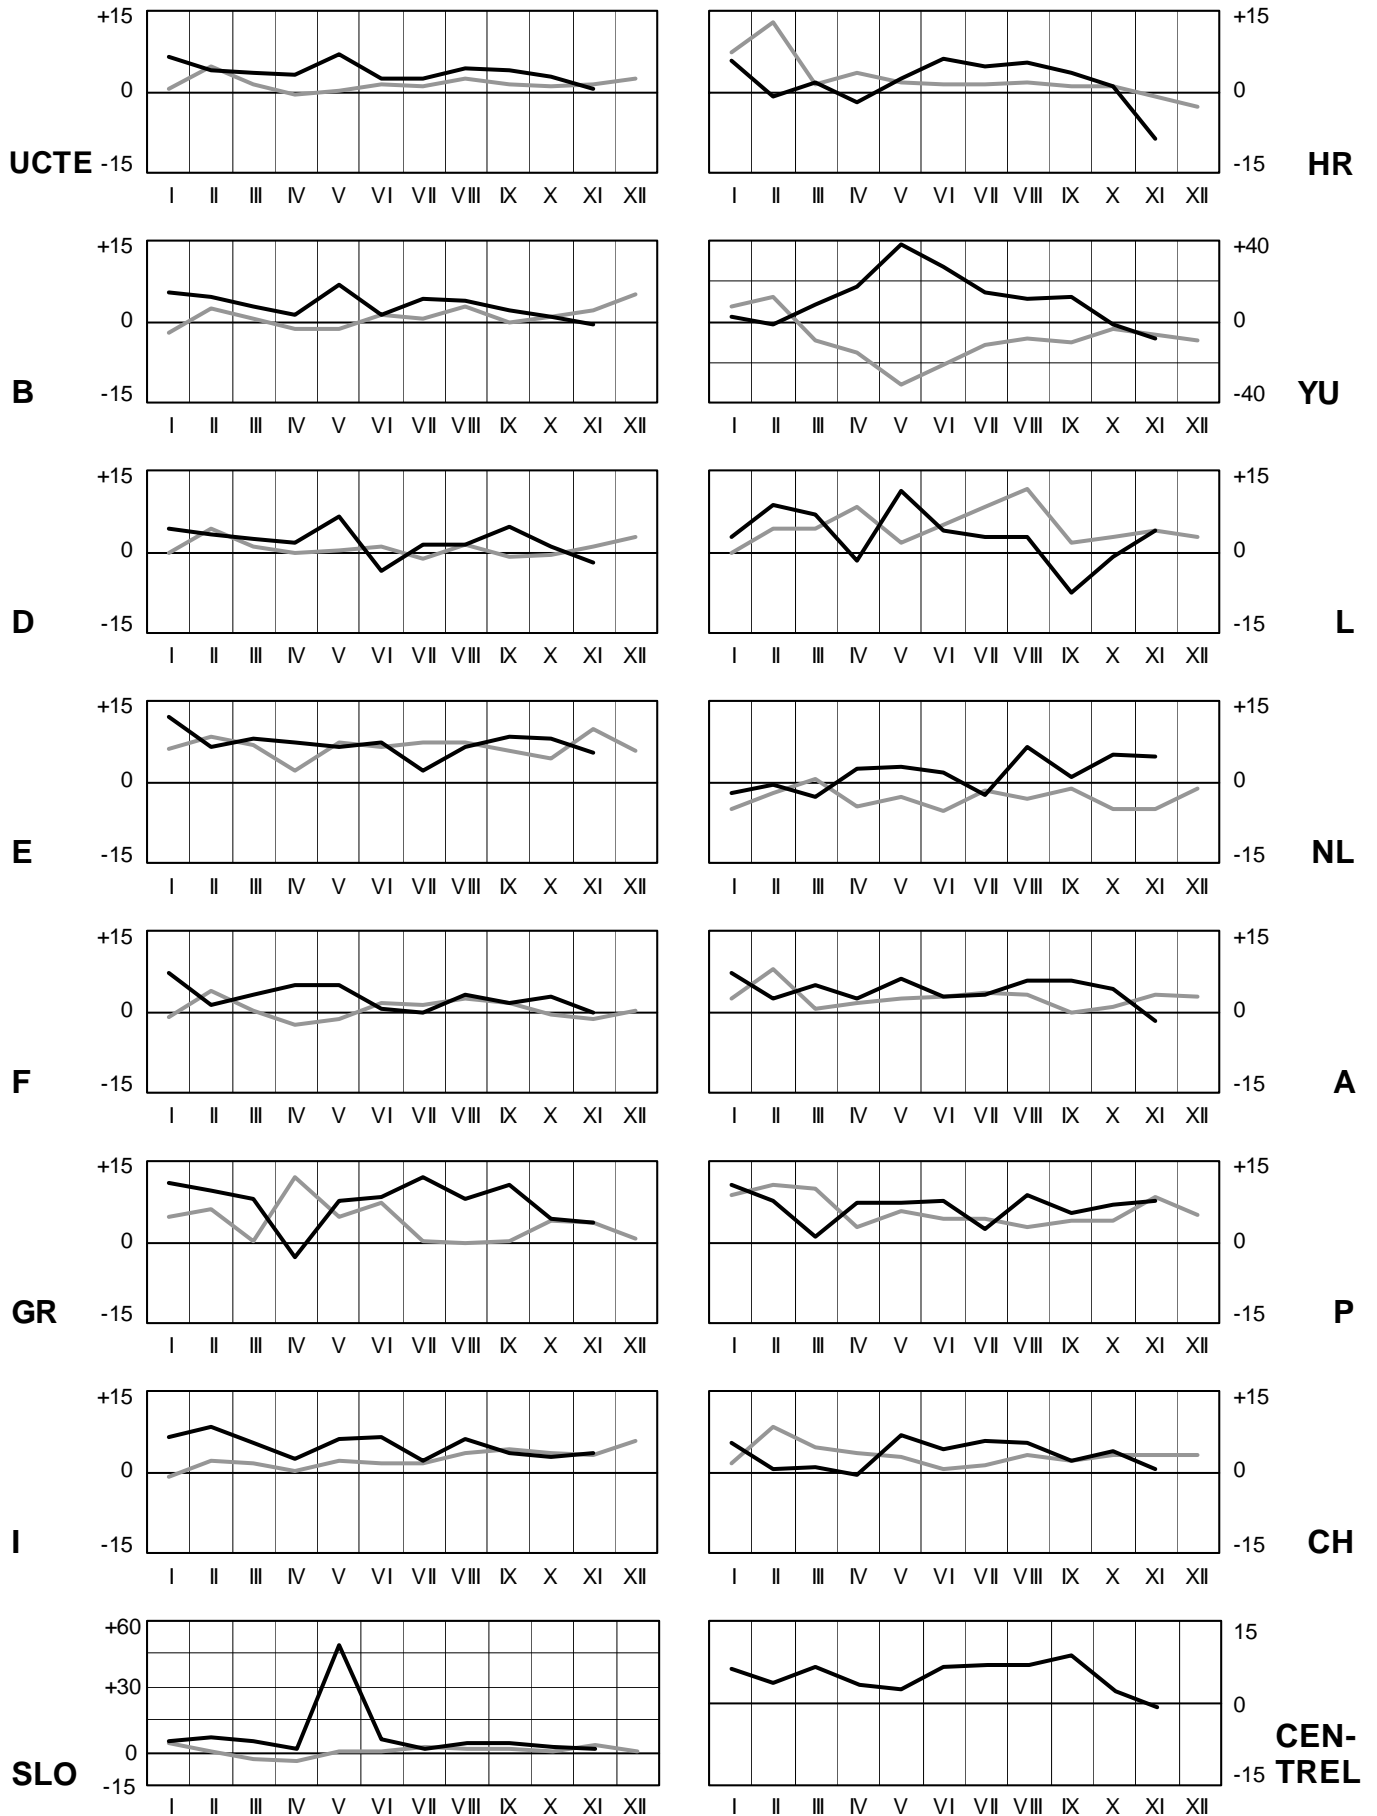 +15
0
UCTE -15
I II III IV V VI VII VIII IX X XI XII
+15
0
-15
HR
I II III IV V VI VII VIII IX X XI XII
+15
0
B -15
I II III IV V VI VII VIII IX X XI XII
+40
0
-40
YU
I II III IV V VI VII VIII IX X XI XII
+15
0
D -15
I II III IV V VI VII VIII IX X XI XII
+15
0
-15
L
I II III IV V VI VII VIII IX X XI XII
+15
0
E -15
I II III IV V VI VII VIII IX X XI XII
+15
0
-15
NL
I II III IV V VI VII VIII IX X XI XII
+15
0
F -15
I II III IV V VI VII VIII IX X XI XII
+15
0
-15
A
I II III IV V VI VII VIII IX X XI XII
+15
0
GR -15
I II III IV V VI VII VIII IX X XI XII
+15
0
-15
P
I II III IV V VI VII VIII IX X XI XII
+15
0
I -15
I II III IV V VI VII VIII IX X XI XII
+15
0
-15
CH
I II III IV V VI VII VIII IX X XI XII
+60
+30
0
SLO -15
I II III IV V VI VII VIII IX X XI XII
15
0
CEN-
-15 TREL
I II III IV V VI VII VIII IX X XI XII